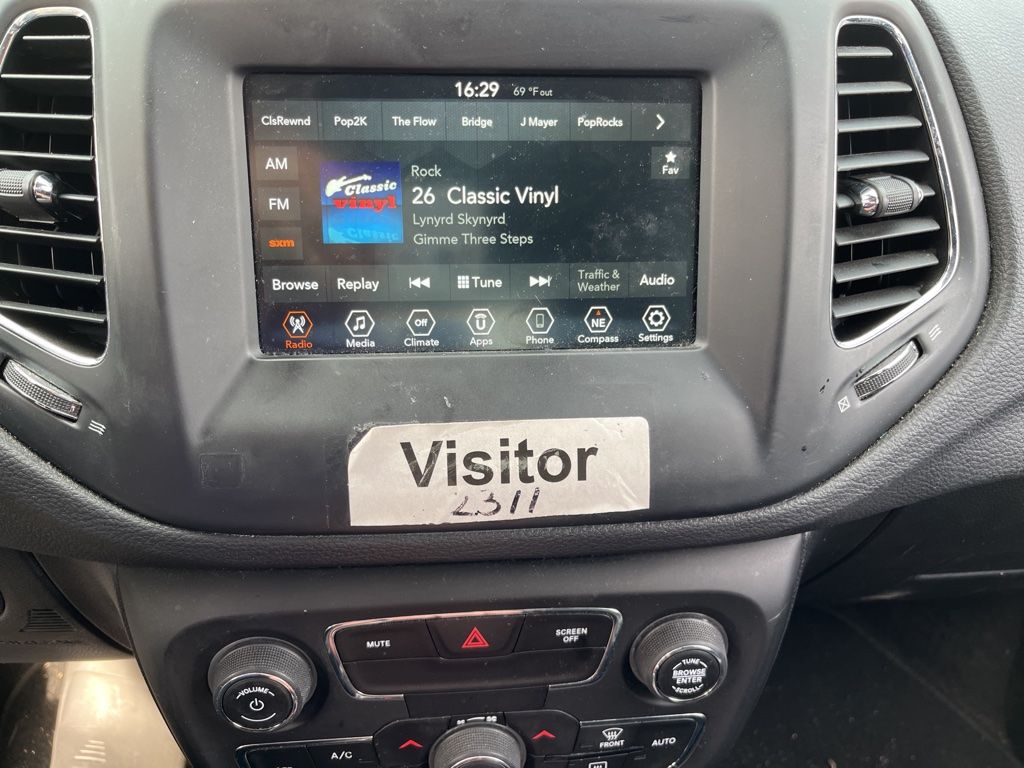 16:29 69 °F out
ClsRewnd Pop2K The Flow Bridge J Mayer PopRocks
AM
FM
sxm
Classic
vinyl
Rock
26 Classic Vinyl
Lynyrd Skynyrd
Gimme Three Steps
Fav
Browse Replay Tune Traffic & Weather Audio
Radio Media Off Climate Apps Phone NE Compass Settings
Visitor
2311
MUTE SCREEN OFF
VOLUME
TUNE
BROWSE
ENTER
SCROLL
A/C FRONT AUTO